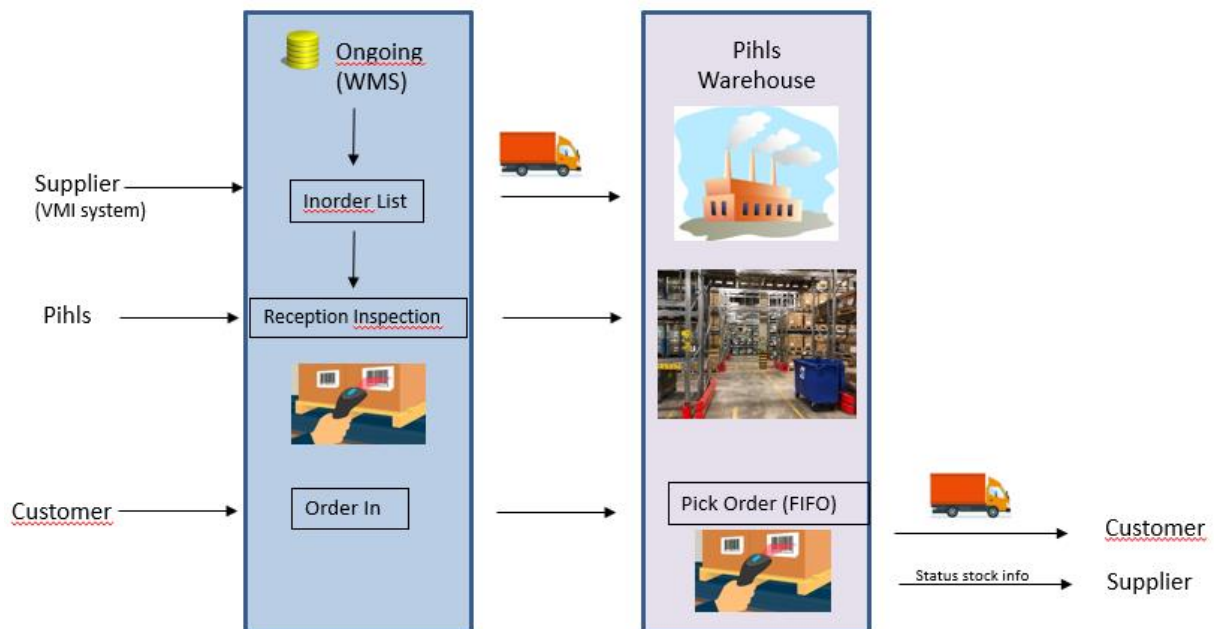 Ongoing
(WMS)
Pihls
Warehouse
Supplier
(VMI system)
Inorder List
Pihls
Reception Inspection
Customer
Order In
Pick Order (FIFO)
Customer
Status stock info
Supplier